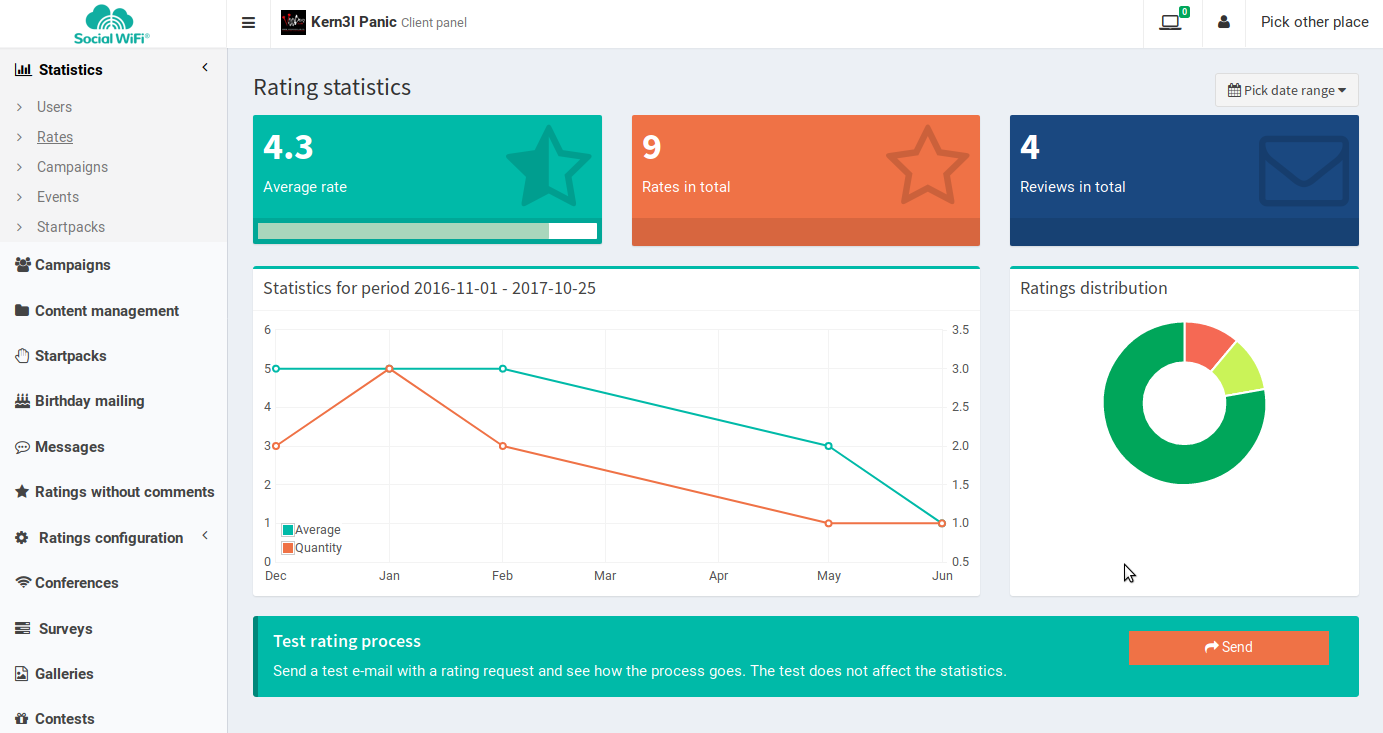 Social WiFi®
Kern3l Panic Client panel
0
Pick other place
Statistics
Users
Rates
Campaigns
Events
Startpacks
Campaigns
Content management
Startpacks
Birthday mailing
Messages
Ratings without comments
Ratings configuration
Conferences
Surveys
Galleries
Contests
Rating statistics
Pick date range
4.3
Average rate
9
Rates in total
4
Reviews in total
Statistics for period 2016-11-01 - 2017-10-25
6
5
4
3
2
1
0
3.5
3.0
2.5
2.0
1.5
1.0
0.5
Average
Quantity
Dec Jan Feb Mar Apr May Jun
Ratings distribution
Test rating process
Send a test e-mail with a rating request and see how the process goes. The test does not affect the statistics.
Send